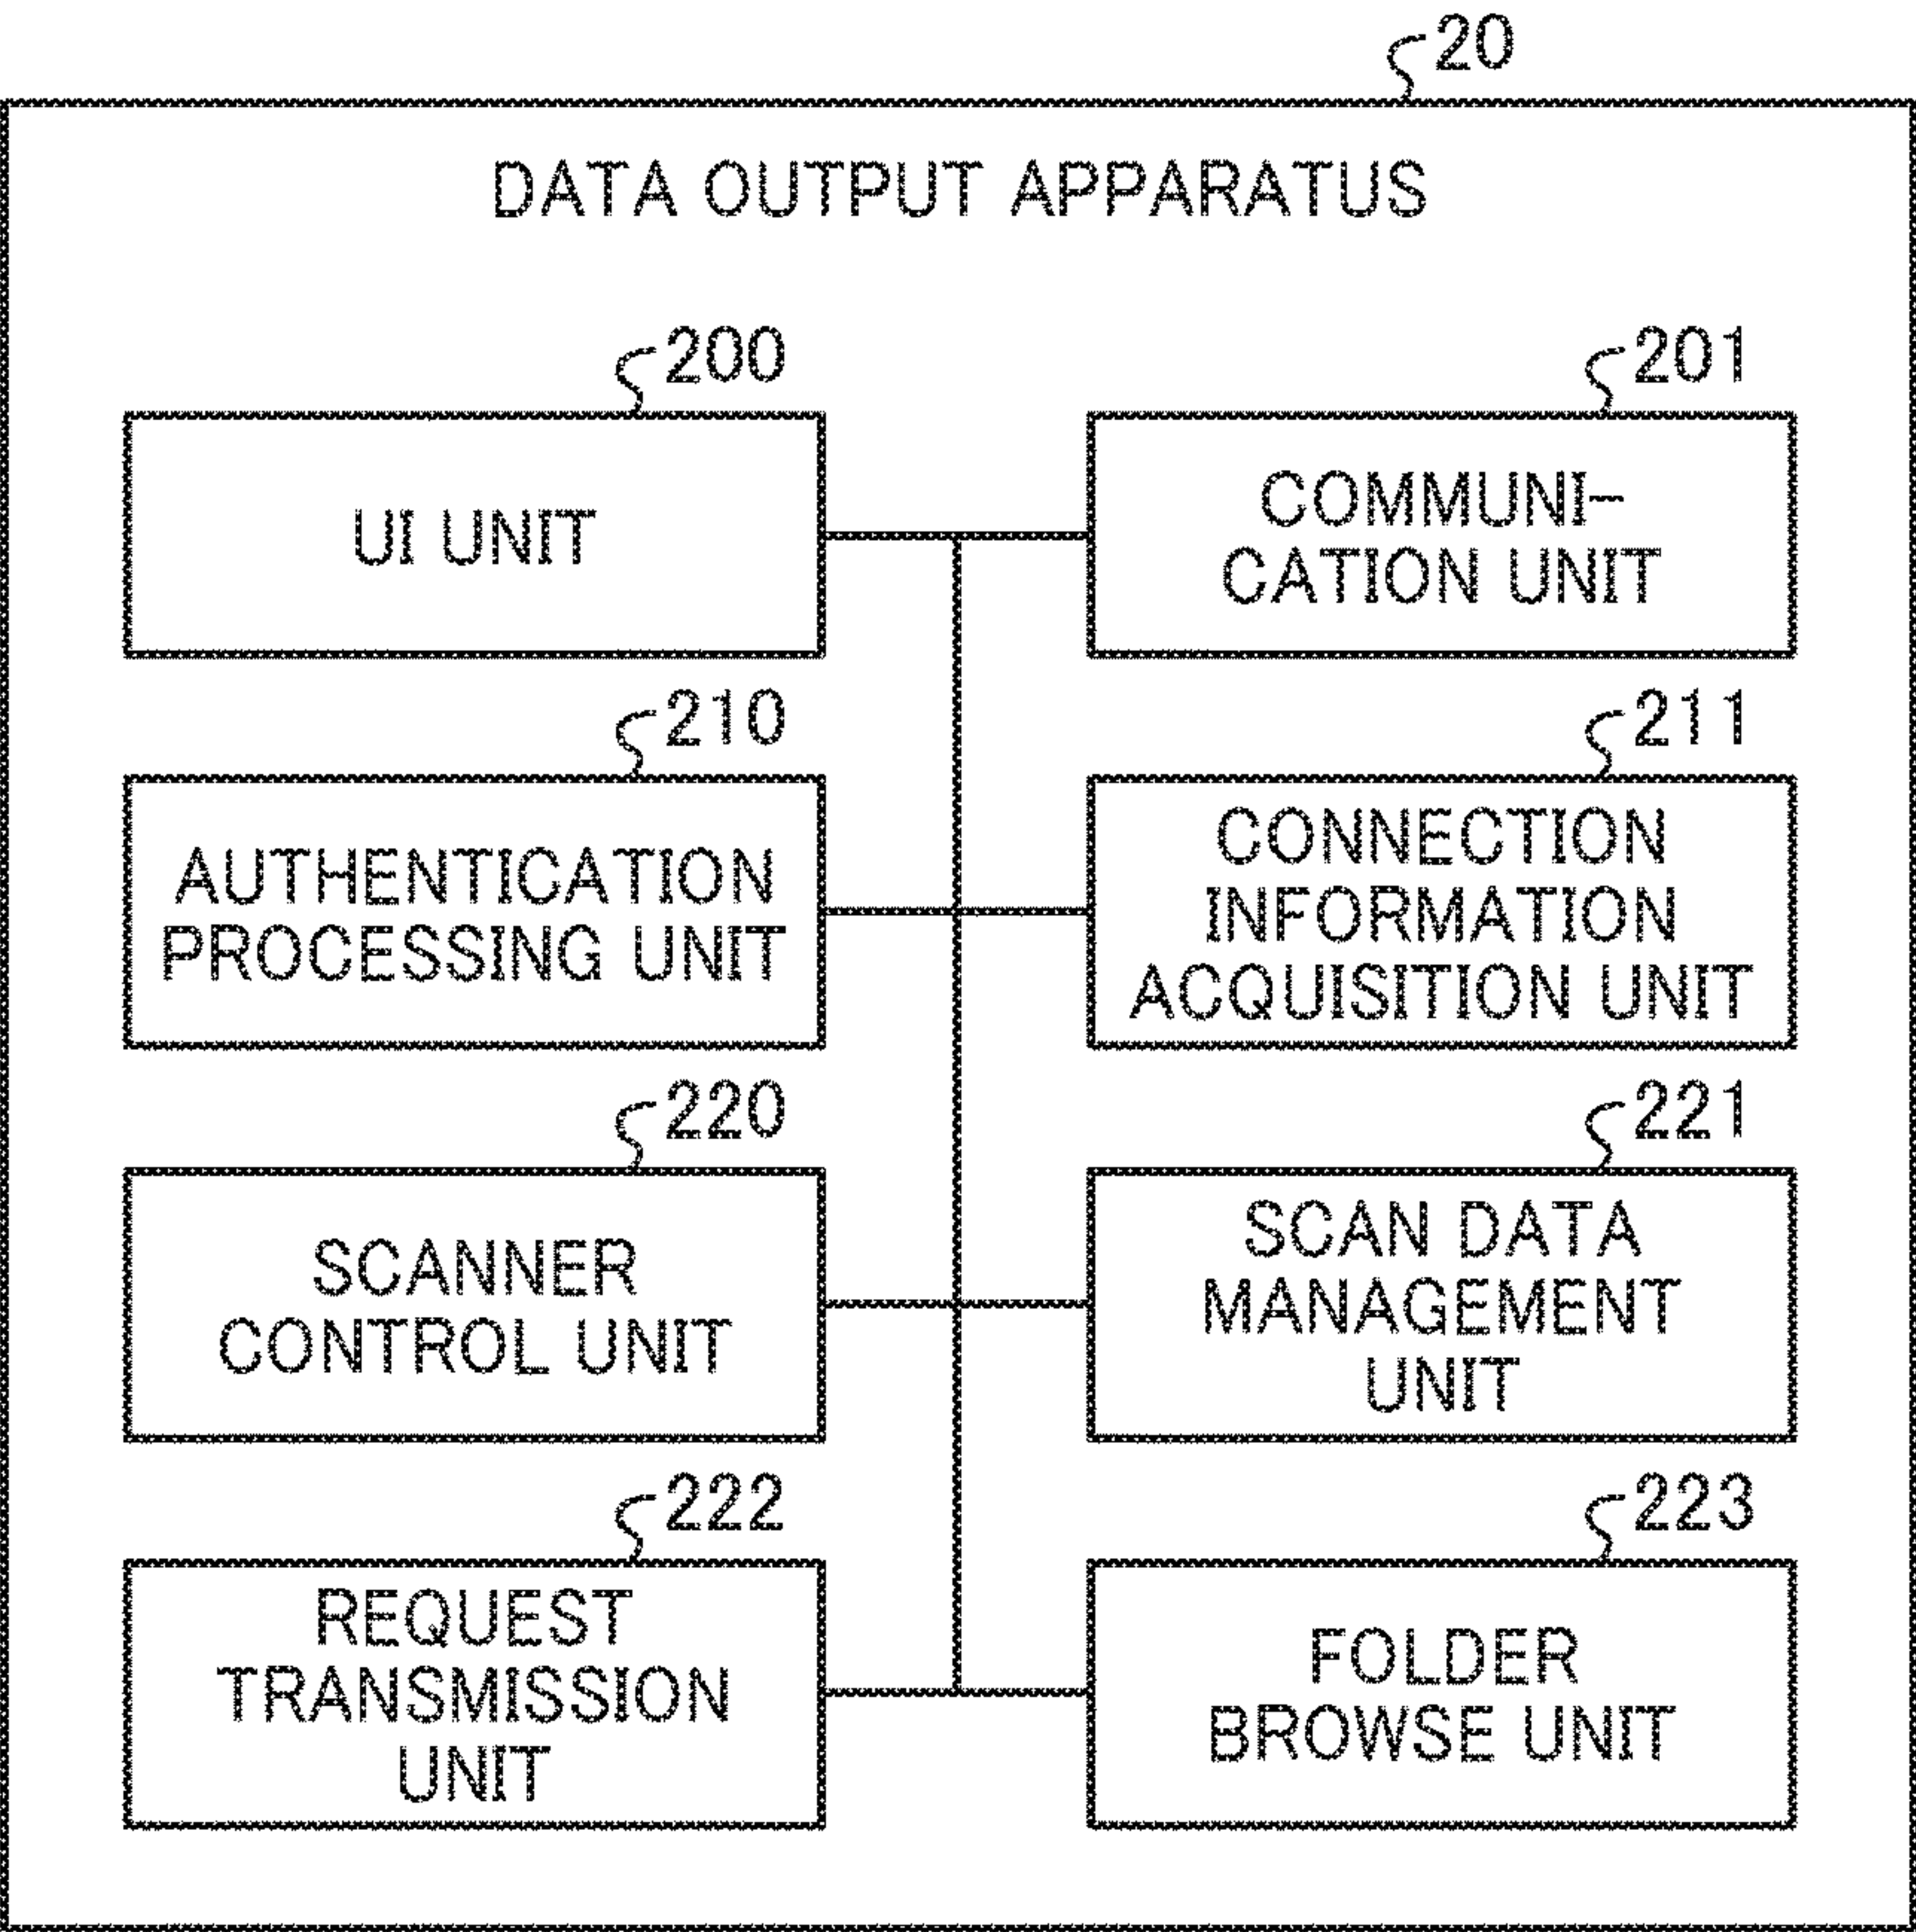 20
DATA OUTPUT APPARATUS
200
UI UNIT
201
COMMUNI-
CATION UNIT
210
AUTHENTICATION
PROCESSING UNIT
211
CONNECTION
INFORMATION
ACQUISITION UNIT
220
SCANNER
CONTROL UNIT
221
SCAN DATA
MANAGEMENT
UNIT
222
REQUEST
TRANSMISSION
UNIT
223
FOLDER
BROWSE UNIT